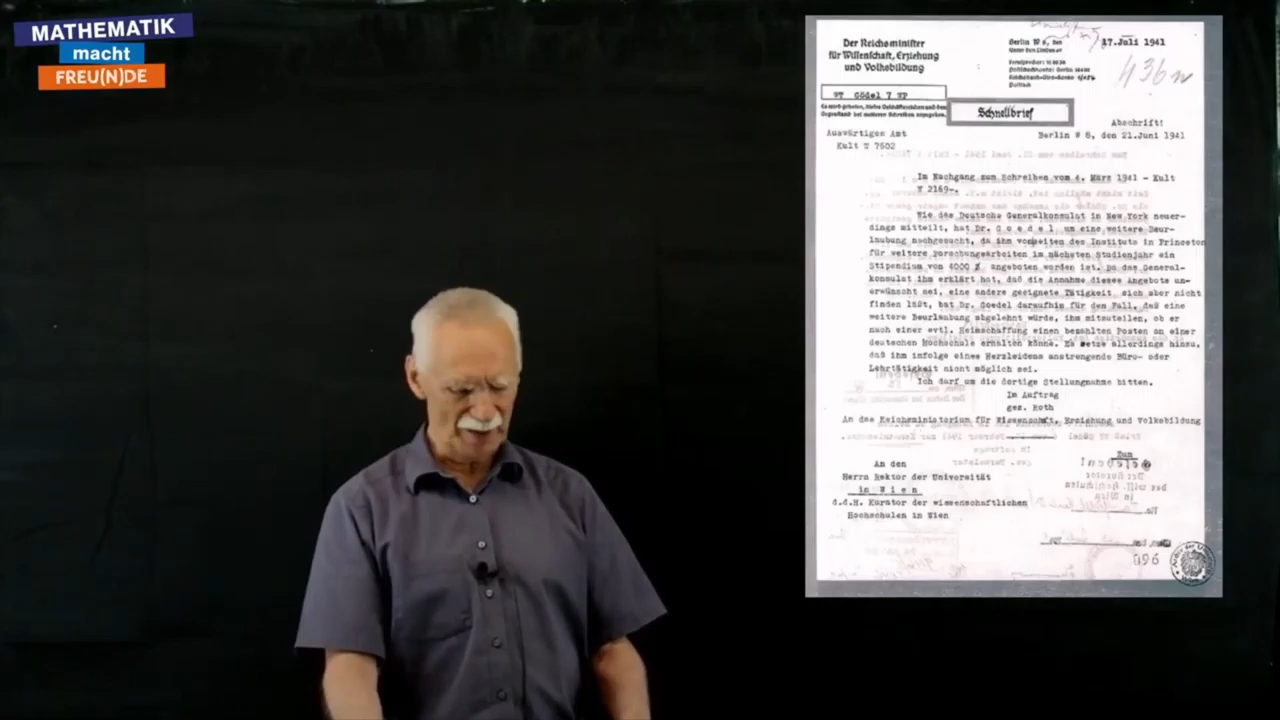 MATHEMATIK
macht
FREU(N)DE
Der Reichsminister
für Wissenschaft, Erziehung
und Volksbildung
Berlin W 8, den
17.Juli 1941
436
WT Gödel 7 WP
Schnellbrief
Abschrift!
Auswärtiges Amt
Berlin W 8, den 21.Juni 1941
Kult W 7602
Im Nachgang zum Schreiben vom 4. März 1941 - Kult
W 2169-.
Wie das Deutsche Generalkonsulat in New York neuer-
dings mitteilt, hat Dr. G o e d e l um eine weitere Beur-
laubung nachgesucht, da ihm vonseiten des Instituts in Princeton
für weitere Forschungsarbeiten im nächsten Studienjahr ein
Stipendium von 4000 $ angeboten worden ist. Da das General-
konsulat ihm erklärt hat, daß die Annahme dieses Angebots un-
erwünscht sei, eine andere geeignete Tätigkeit sich aber nicht
finden läßt, bat Dr. Goedel daraufhin für den Fall, daß eine
weitere Beurlaubung abgelehnt würde, ihm mitzuteilen, ob er
nach einer evtl. Heimschaffung einen bezahlten Posten an einer
deutschen Hochschule erhalten könne. Er setze allerdings hinzu,
daß ihm infolge eines Herzleidens anstrengende Büro- oder
Lehrtätigkeit nicht möglich sei.
Ich darf um die dortige Stellungnahme bitten.
Im Auftrag
gez. Roth
An das Reichsministerium für Wissenschaft, Erziehung und Volksbildung
An den
Herrn Rektor der Universität
in W i e n
d.d.H. Kurator der wissenschaftlichen
Hochschulen in Wien
096